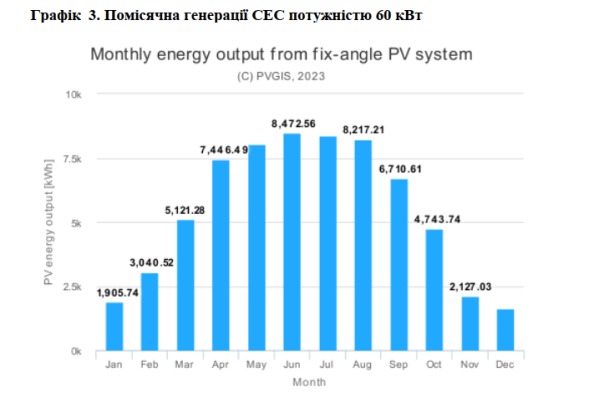 Графік 3. Помісячна генерації СЕС потужністю 60 кВт
Monthly energy output from fix-angle PV system
(C) PVGIS, 2023
PV energy output [kWh]
10k
7.5k
5k
2.5k
0k
1,905.74
3,040.52
5,121.28
7,446.49
8,472.56
8,217.21
6,710.61
4,743.74
2,127.03
Jan Feb Mar Apr May Jun Jul Aug Sep Oct Nov Dec
Month